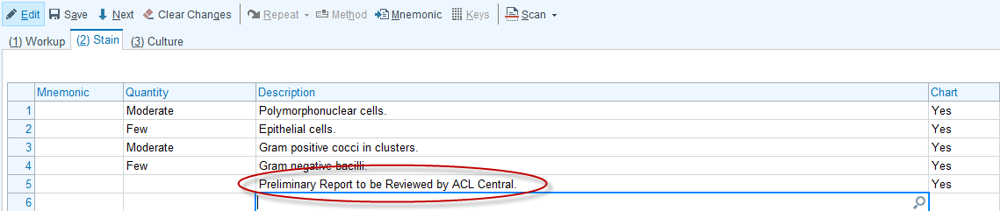 Edit Save Next Clear Changes Repeat Method Mnemonic Keys Scan
(1) Workup (2) Stain (3) Culture
Mnemonic Quantity Description Chart
1 Moderate Polymorphonuclear cells. Yes
2 Few Epithelial cells. Yes
3 Moderate Gram positive cocci in clusters. Yes
4 Few Gram negative bacilli. Yes
5 Preliminary Report to be Reviewed by ACL Central. Yes
6